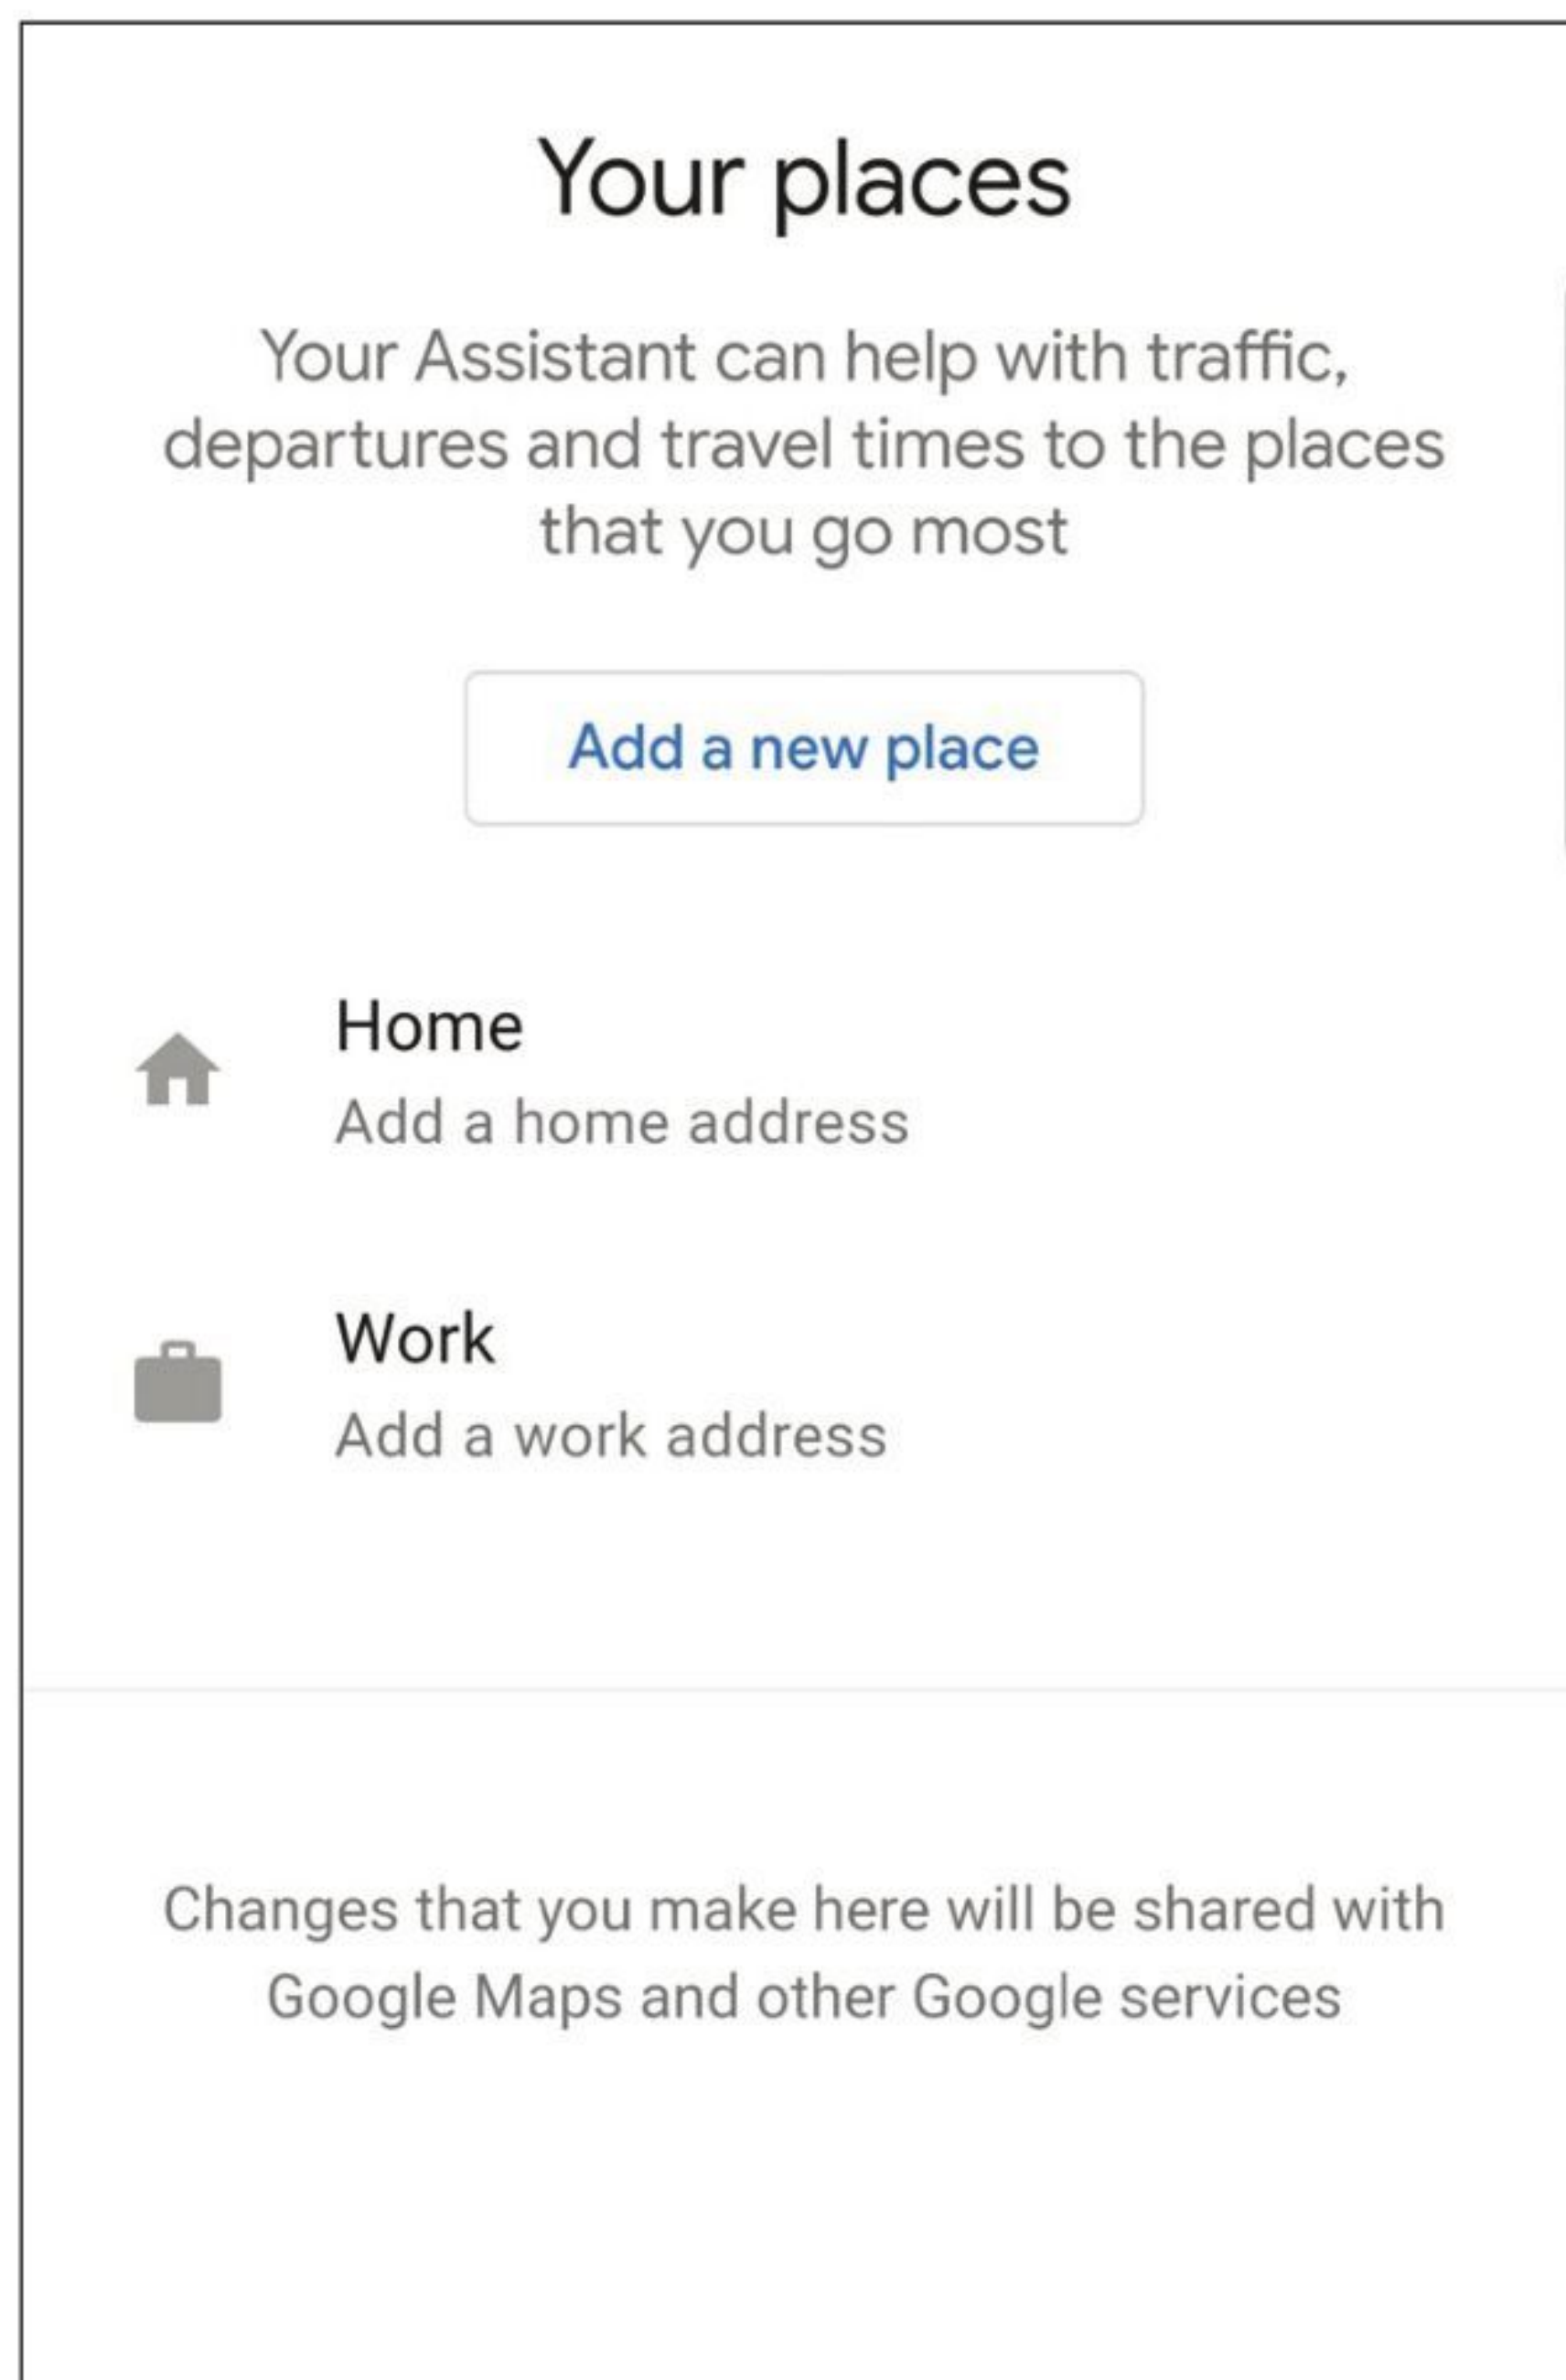 Your places
Your Assistant can help with traffic,
departures and travel times to the places
that you go most
Add a new place
Home
Add a home address
Work
Add a work address
Changes that you make here will be shared with
Google Maps and other Google services